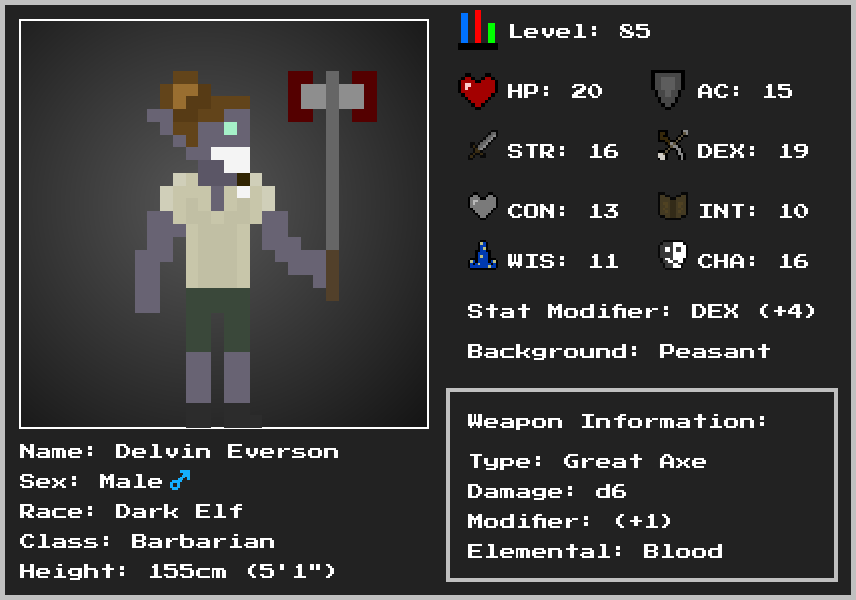 Level: 85
HP: 20 AC: 15
STR: 16 DEX: 19
CON: 13 INT: 10
WIS: 11 CHA: 16
Stat Modifier: DEX (+4)
Background: Peasant
Weapon Information:
Type: Great Axe
Damage: d6
Modifier: (+1)
Elemental: Blood
Name: Delvin Everson
Sex: Male♂
Race: Dark Elf
Class: Barbarian
Height: 155cm (5'1")